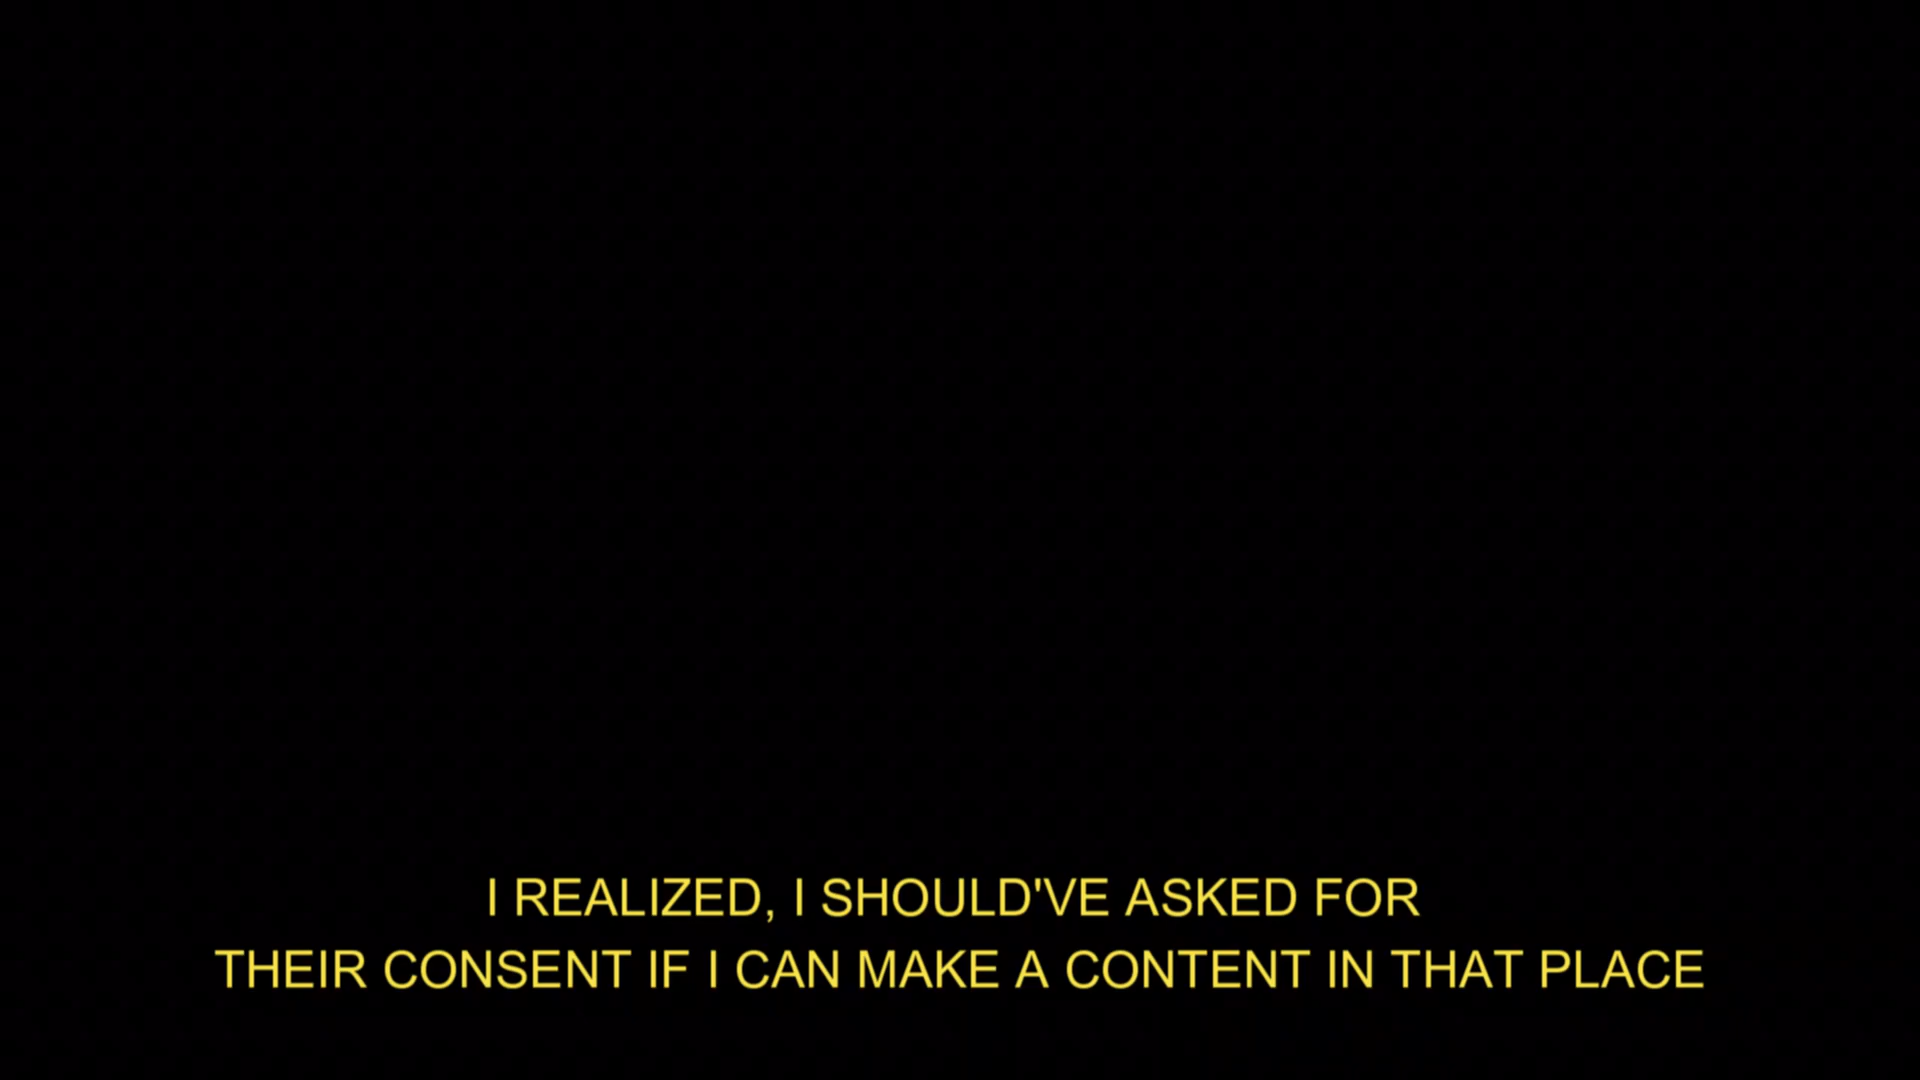 I REALIZED, I SHOULD'VE ASKED FOR
THEIR CONSENT IF I CAN MAKE A CONTENT IN THAT PLACE